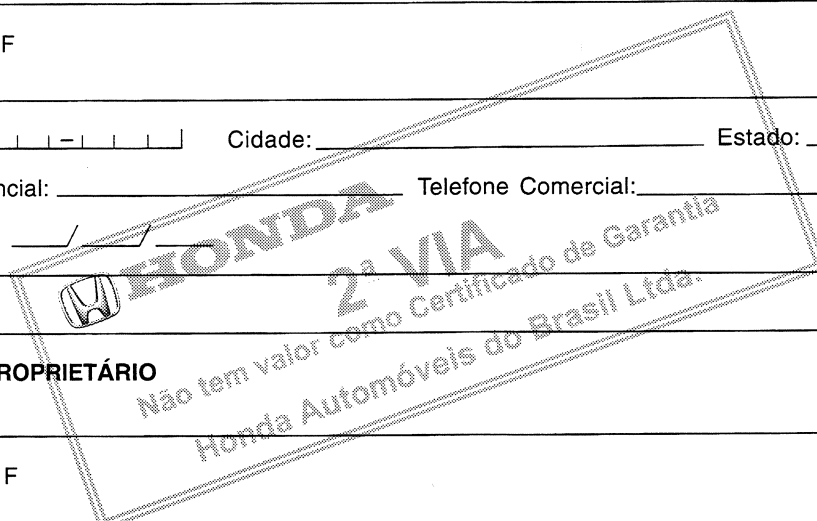 F
Cidade: Estado:
ncial: Telefone Comercial:
/ /
HONDA
2ª VIA
Não tem valor como Certificado de Garantia
Honda Automóveis do Brasil Ltda.
ROPRIETÁRIO
F